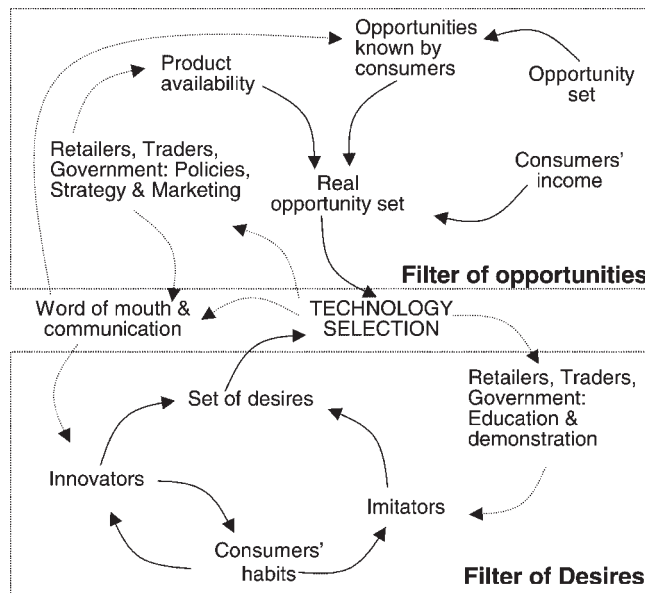 Opportunities
known by
consumers
Product
availability
Opportunity
set
Retailers, Traders,
Government: Policies,
Strategy & Marketing
Consumers'
income
Real
opportunity set
Filter of opportunities
Word of mouth &
communication
TECHNOLOGY
SELECTION
Retailers, Traders,
Government:
Education &
demonstration
Set of desires
Innovators
Imitators
Consumers'
habits
Filter of Desires